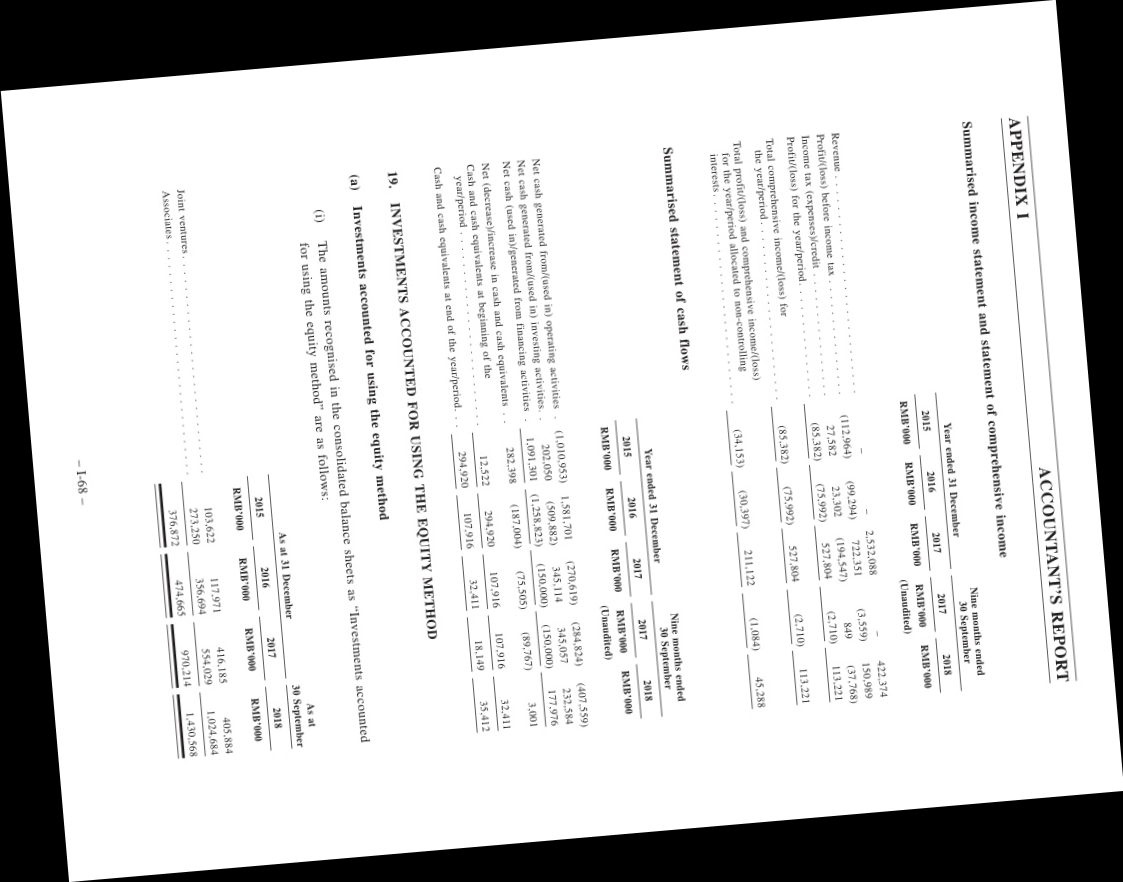 APPENDIX I
ACCOUNTANT'S REPORT
Summarised income statement and statement of comprehensive income
Year ended 31 December
Nine months ended
30 September
2015 2016 2017 2017 2018
RMB'000 RMB'000 RMB'000 RMB'000 RMB'000
(Unaudited)
Revenue . . . . . . . . . . . . . . . . . . . . . . . . . . – – 2,532,088 – 422,374
Profit/(loss) before income tax . . . . . . . . . . . . . . (112,964) (99,294) 722,351 (3,559) 150,989
Income tax (expenses)/credit . . . . . . . . . . . . . . . 27,582 23,302 (194,547) 849 (37,768)
Profit/(loss) for the year/period. . . . . . . . . . . . . (85,382) (75,992) 527,804 (2,710) 113,221
Total comprehensive income/(loss) for
the year/period. . . . . . . . . . . . . . . . . . . . . (85,382) (75,992) 527,804 (2,710) 113,221
Total profit/(loss) and comprehensive income/(loss)
for the year/period allocated to non-controlling
interests. . . . . . . . . . . . . . . . . . . . . . . . (34,153) (30,397) 211,122 (1,084) 45,288
Summarised statement of cash flows
Year ended 31 December
Nine months ended
30 September
2015 2016 2017 2017 2018
RMB'000 RMB'000 RMB'000 RMB'000 RMB'000
(Unaudited)
Net cash generated from/(used in) operating activities . (1,010,953) 1,581,701 (270,619) (284,824) (407,559)
Net cash generated from/(used in) investing activities. . 202,050 (509,882) 345,114 345,057 232,584
Net cash (used in)/generated from financing activities . 1,091,301 (1,258,823) (150,000) (150,000) 177,976
Net (decrease)/increase in cash and cash equivalents . . 282,398 (187,004) (75,505) (89,767) 3,001
Cash and cash equivalents at beginning of the
year/period . . . . . . . . . . . . . . . . . . . . . . 12,522 294,920 107,916 107,916 32,411
Cash and cash equivalents at end of the year/period. . . 294,920 107,916 32,411 18,149 35,412
19. INVESTMENTS ACCOUNTED FOR USING THE EQUITY METHOD
(a) Investments accounted for using the equity method
(i) The amounts recognised in the consolidated balance sheets as "Investments accounted
for using the equity method" are as follows:
As at 31 December
As at
30 September
2015 2016 2017 2018
RMB'000 RMB'000 RMB'000 RMB'000
Joint ventures . . . . . . . . . . . . . . . . . . . . . . . 103,622 117,971 416,185 405,884
Associates . . . . . . . . . . . . . . . . . . . . . . . . . 273,250 356,694 554,029 1,024,684
376,872 474,665 970,214 1,430,568
– I-68 –